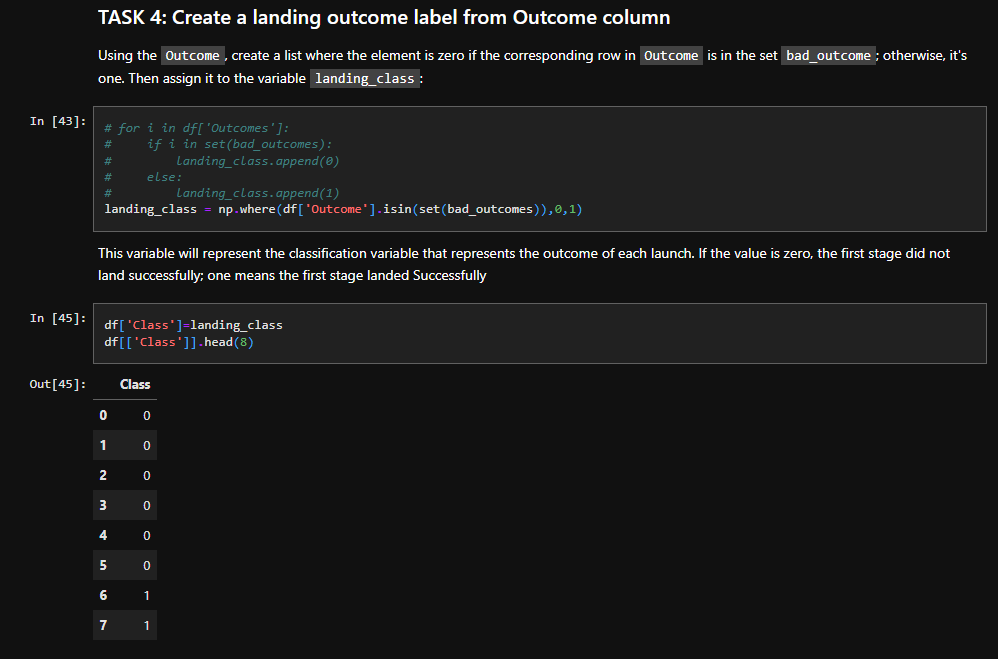 TASK 4: Create a landing outcome label from Outcome column
Using the Outcome, create a list where the element is zero if the corresponding row in Outcome is in the set bad_outcome; otherwise, it's
one. Then assign it to the variable landing_class:
In [43]:
# for i in df['Outcomes']:
#     if i in set(bad_outcomes):
#         landing_class.append(0)
#     else:
#         landing_class.append(1)
landing_class = np.where(df['Outcome'].isin(set(bad_outcomes)),0,1)
This variable will represent the classification variable that represents the outcome of each launch. If the value is zero, the first stage did not
land successfully; one means the first stage landed Successfully
In [45]:
df['Class']=landing_class
df[['Class']].head(8)
Out[45]:
Class
0 0
1 0
2 0
3 0
4 0
5 0
6 1
7 1